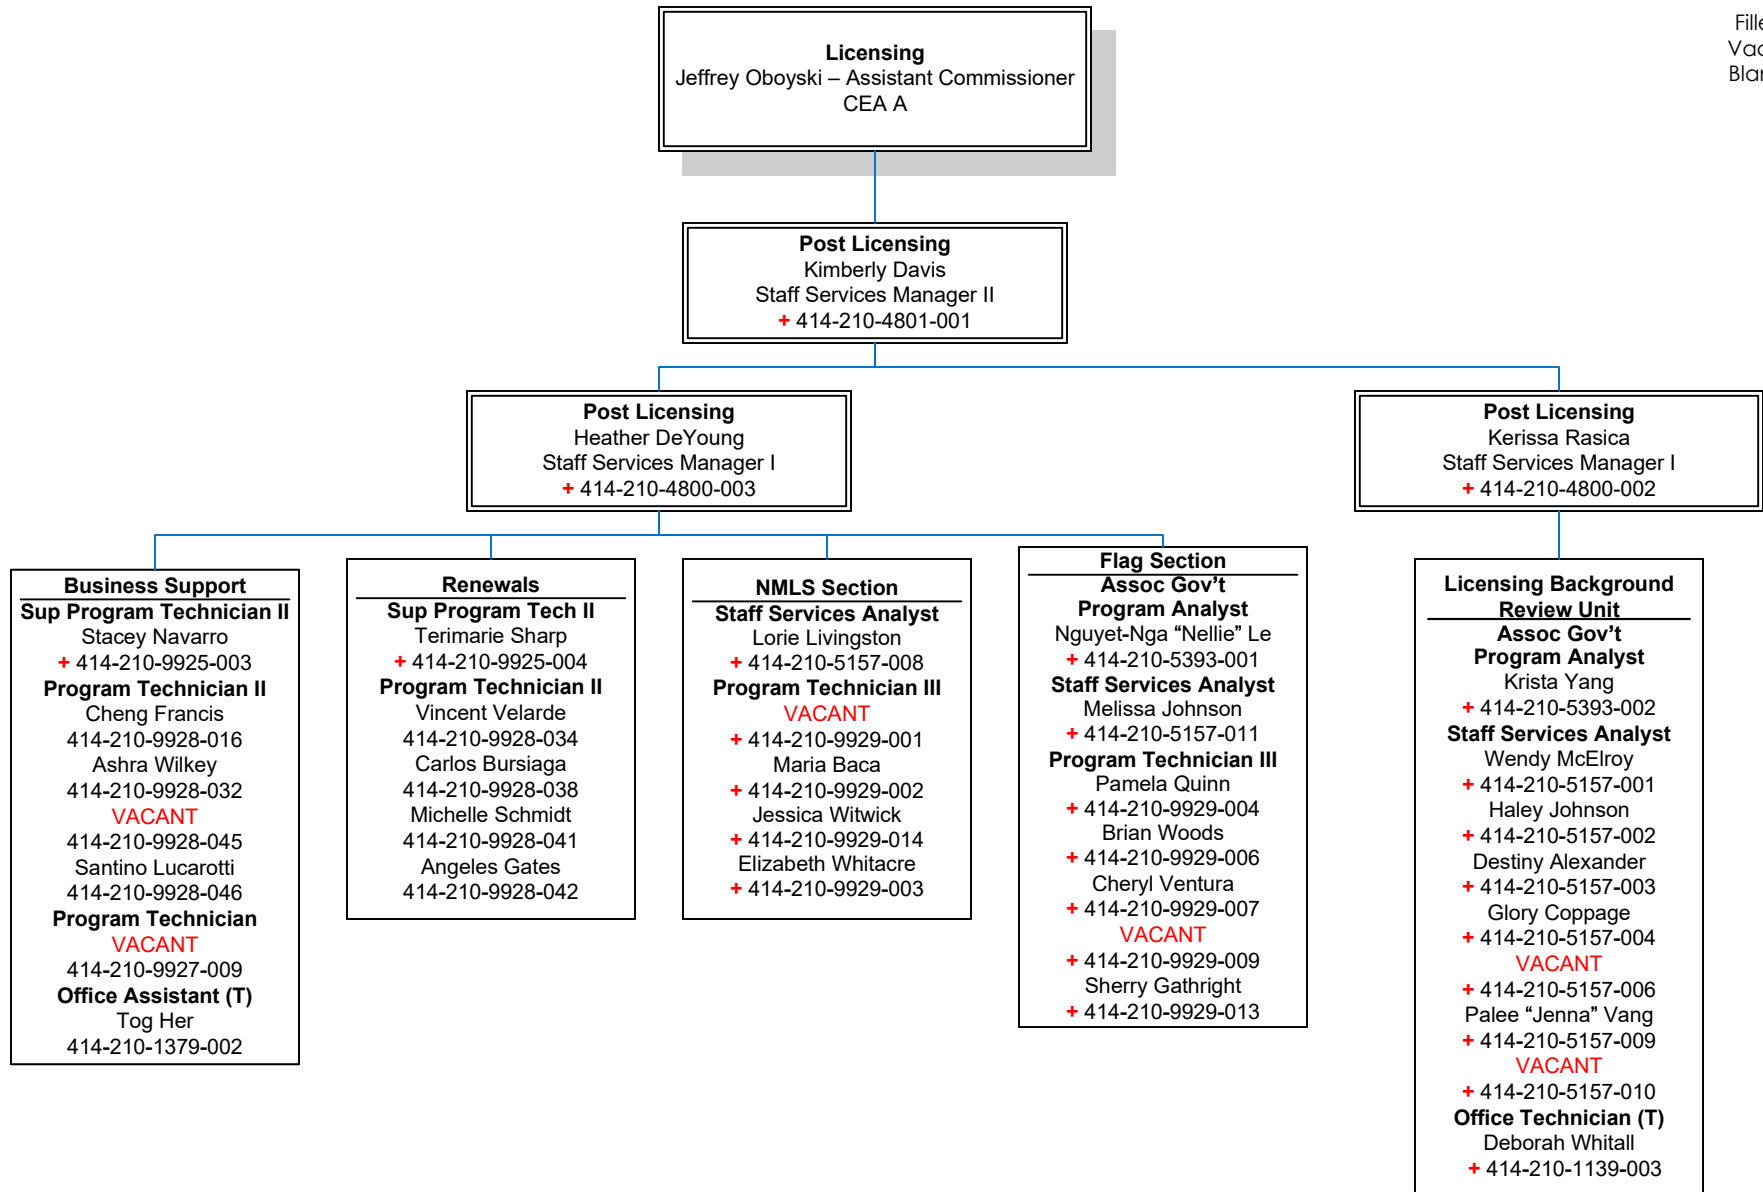 Licensing
Jeffrey Oboyski – Assistant Commissioner
CEA A
Post Licensing
Kimberly Davis
Staff Services Manager II
+ 414-210-4801-001
Post Licensing
Heather DeYoung
Staff Services Manager I
+ 414-210-4800-003
Post Licensing
Kerissa Rasica
Staff Services Manager I
+ 414-210-4800-002
Business Support
Sup Program Technician II
Stacey Navarro
+ 414-210-9925-003
Program Technician II
Cheng Francis
414-210-9928-016
Ashra Wilkey
414-210-9928-032
VACANT
414-210-9928-045
Santino Lucarotti
414-210-9928-046
Program Technician
VACANT
414-210-9927-009
Office Assistant (T)
Tog Her
414-210-1379-002
Renewals
Sup Program Tech II
Terimarie Sharp
+ 414-210-9925-004
Program Technician II
Vincent Velarde
414-210-9928-034
Carlos Bursiaga
414-210-9928-038
Michelle Schmidt
414-210-9928-041
Angeles Gates
414-210-9928-042
NMLS Section
Staff Services Analyst
Lorie Livingston
+ 414-210-5157-008
Program Technician III
VACANT
+ 414-210-9929-001
Maria Baca
+ 414-210-9929-002
Jessica Witwick
+ 414-210-9929-014
Elizabeth Whitacre
+ 414-210-9929-003
Flag Section
Assoc Gov’t
Program Analyst
Nguyet-Nga “Nellie” Le
+ 414-210-5393-001
Staff Services Analyst
Melissa Johnson
+ 414-210-5157-011
Program Technician III
Pamela Quinn
+ 414-210-9929-004
Brian Woods
+ 414-210-9929-006
Cheryl Ventura
+ 414-210-9929-007
VACANT
+ 414-210-9929-009
Sherry Gathright
+ 414-210-9929-013
Licensing Background
Review Unit
Assoc Gov’t
Program Analyst
Krista Yang
+ 414-210-5393-002
Staff Services Analyst
Wendy McElroy
+ 414-210-5157-001
Haley Johnson
+ 414-210-5157-002
Destiny Alexander
+ 414-210-5157-003
Glory Coppage
+ 414-210-5157-004
VACANT
+ 414-210-5157-006
Palee “Jenna” Vang
+ 414-210-5157-009
VACANT
+ 414-210-5157-010
Office Technician (T)
Deborah Whitall
+ 414-210-1139-003